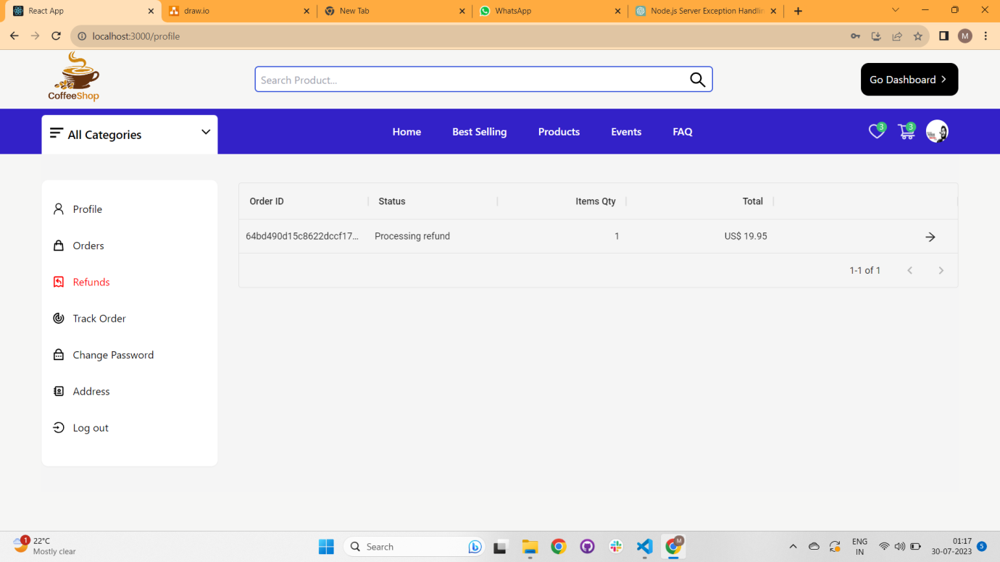 React App
draw.io
New Tab
WhatsApp
Node.js Server Exception Handlin
localhost:3000/profile
M
CoffeeShop
Search Product...
Go Dashboard
All Categories
Home
Best Selling
Products
Events
FAQ
3
3
Profile
Orders
Refunds
Track Order
Change Password
Address
Log out
Order ID
Status
Items Qty
Total
64bd490d15c8622dccf17...
Processing refund
1
US$ 19.95
1-1 of 1
1
22°C
Mostly clear
Search
M
ENG
IN
01:17
30-07-2023
5